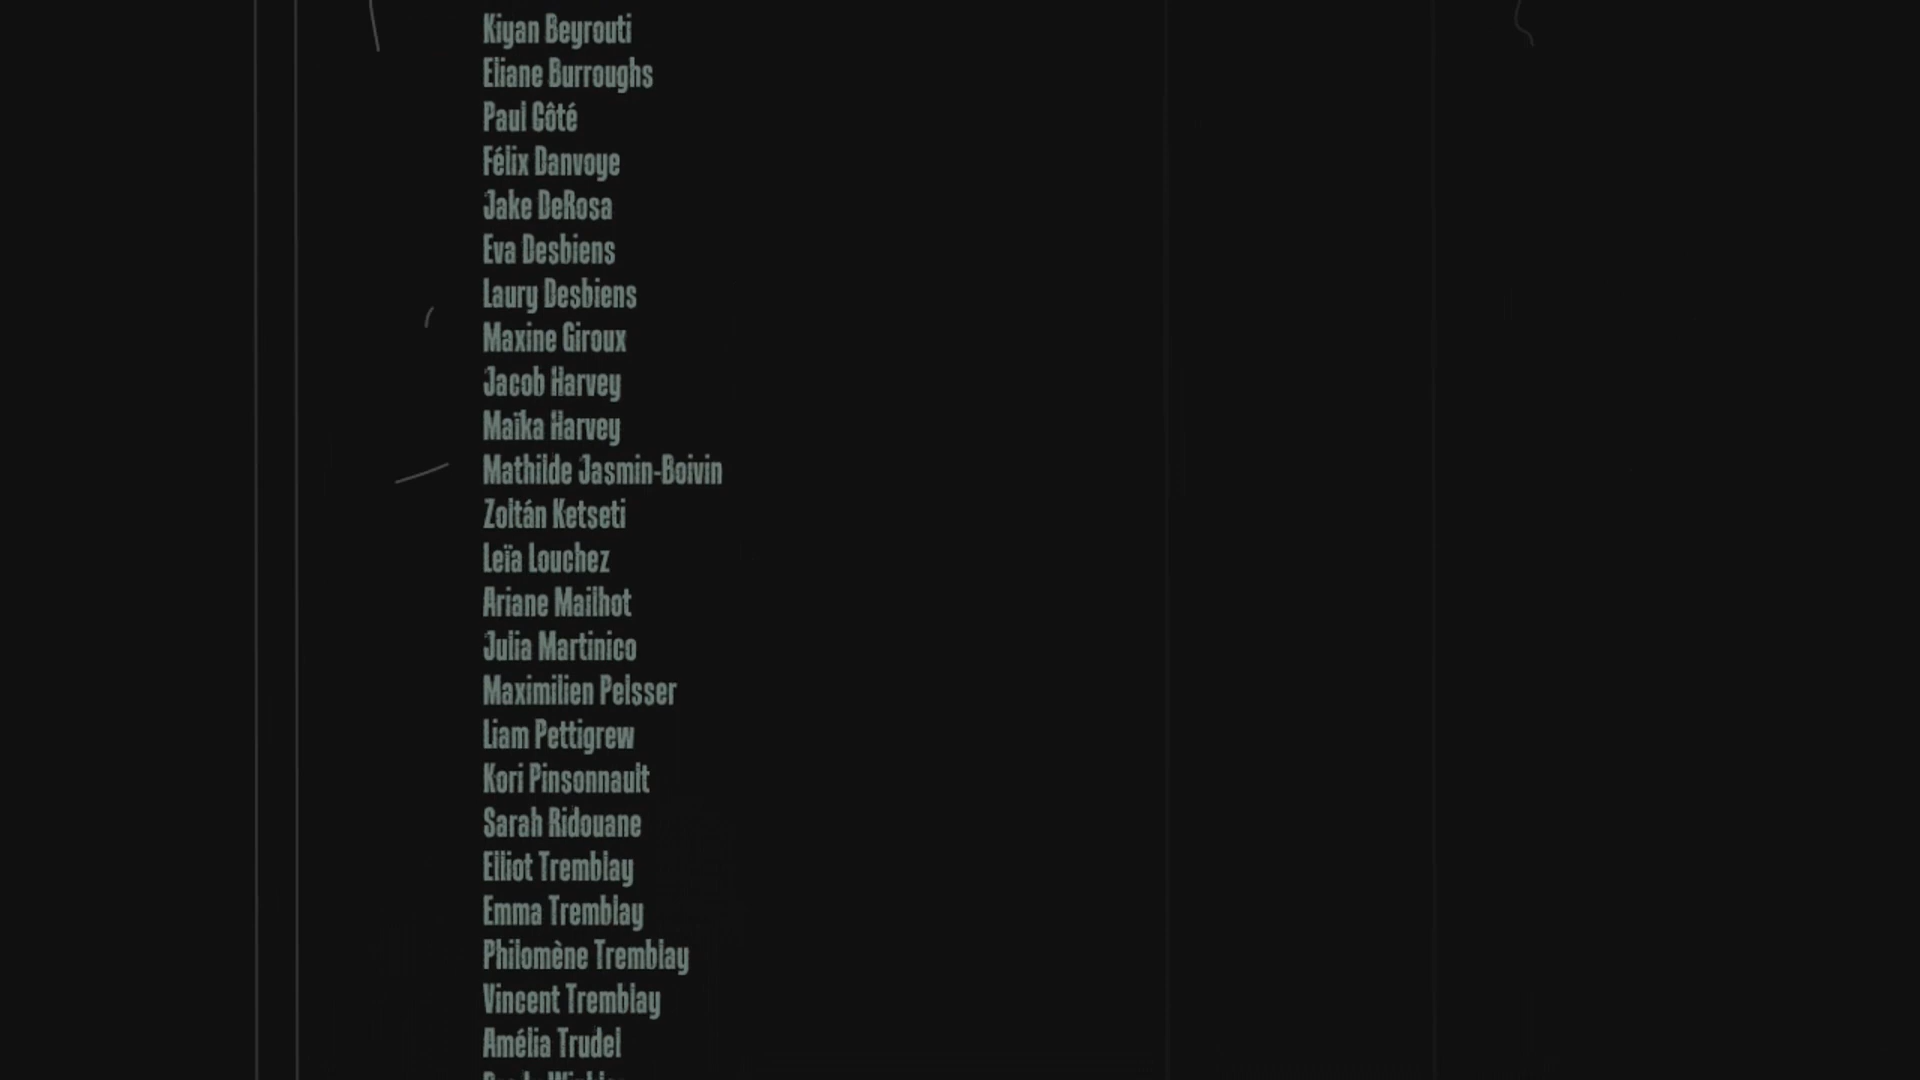 Kiyan Beyrouti
Eliane Burroughs
Paul Côté
Félix Danvoye
Jake DeRosa
Eva Desbiens
Laury Desbiens
Maxine Giroux
Jacob Harvey
Maïka Harvey
Mathilde Jasmin-Boivin
Zoltán Ketseti
Leïa Louchez
Ariane Mailhot
Julia Martinico
Maximilien Pelsser
Liam Pettigrew
Kori Pinsonnault
Sarah Ridouane
Elliot Tremblay
Emma Tremblay
Philomène Tremblay
Vincent Tremblay
Amélia Trudel